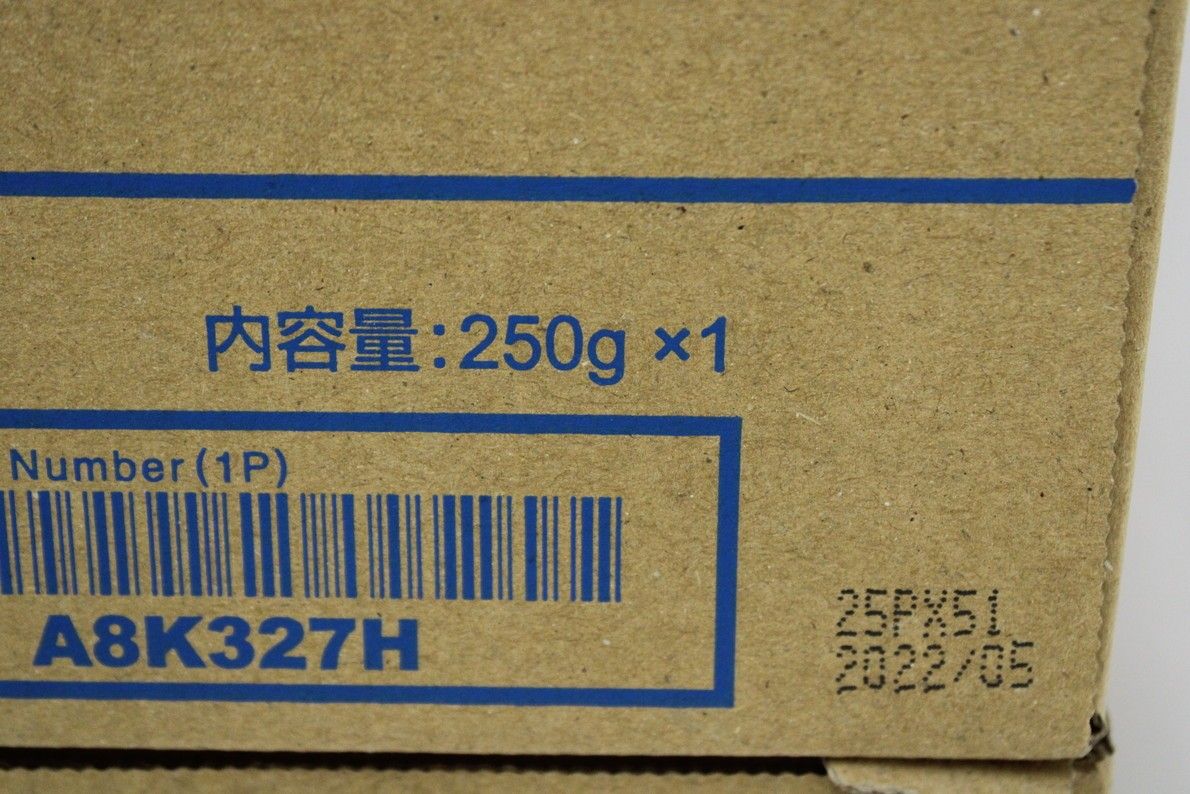 内容量:250g ×1
Number(1P)
A8K327H
25PX51
2022/05